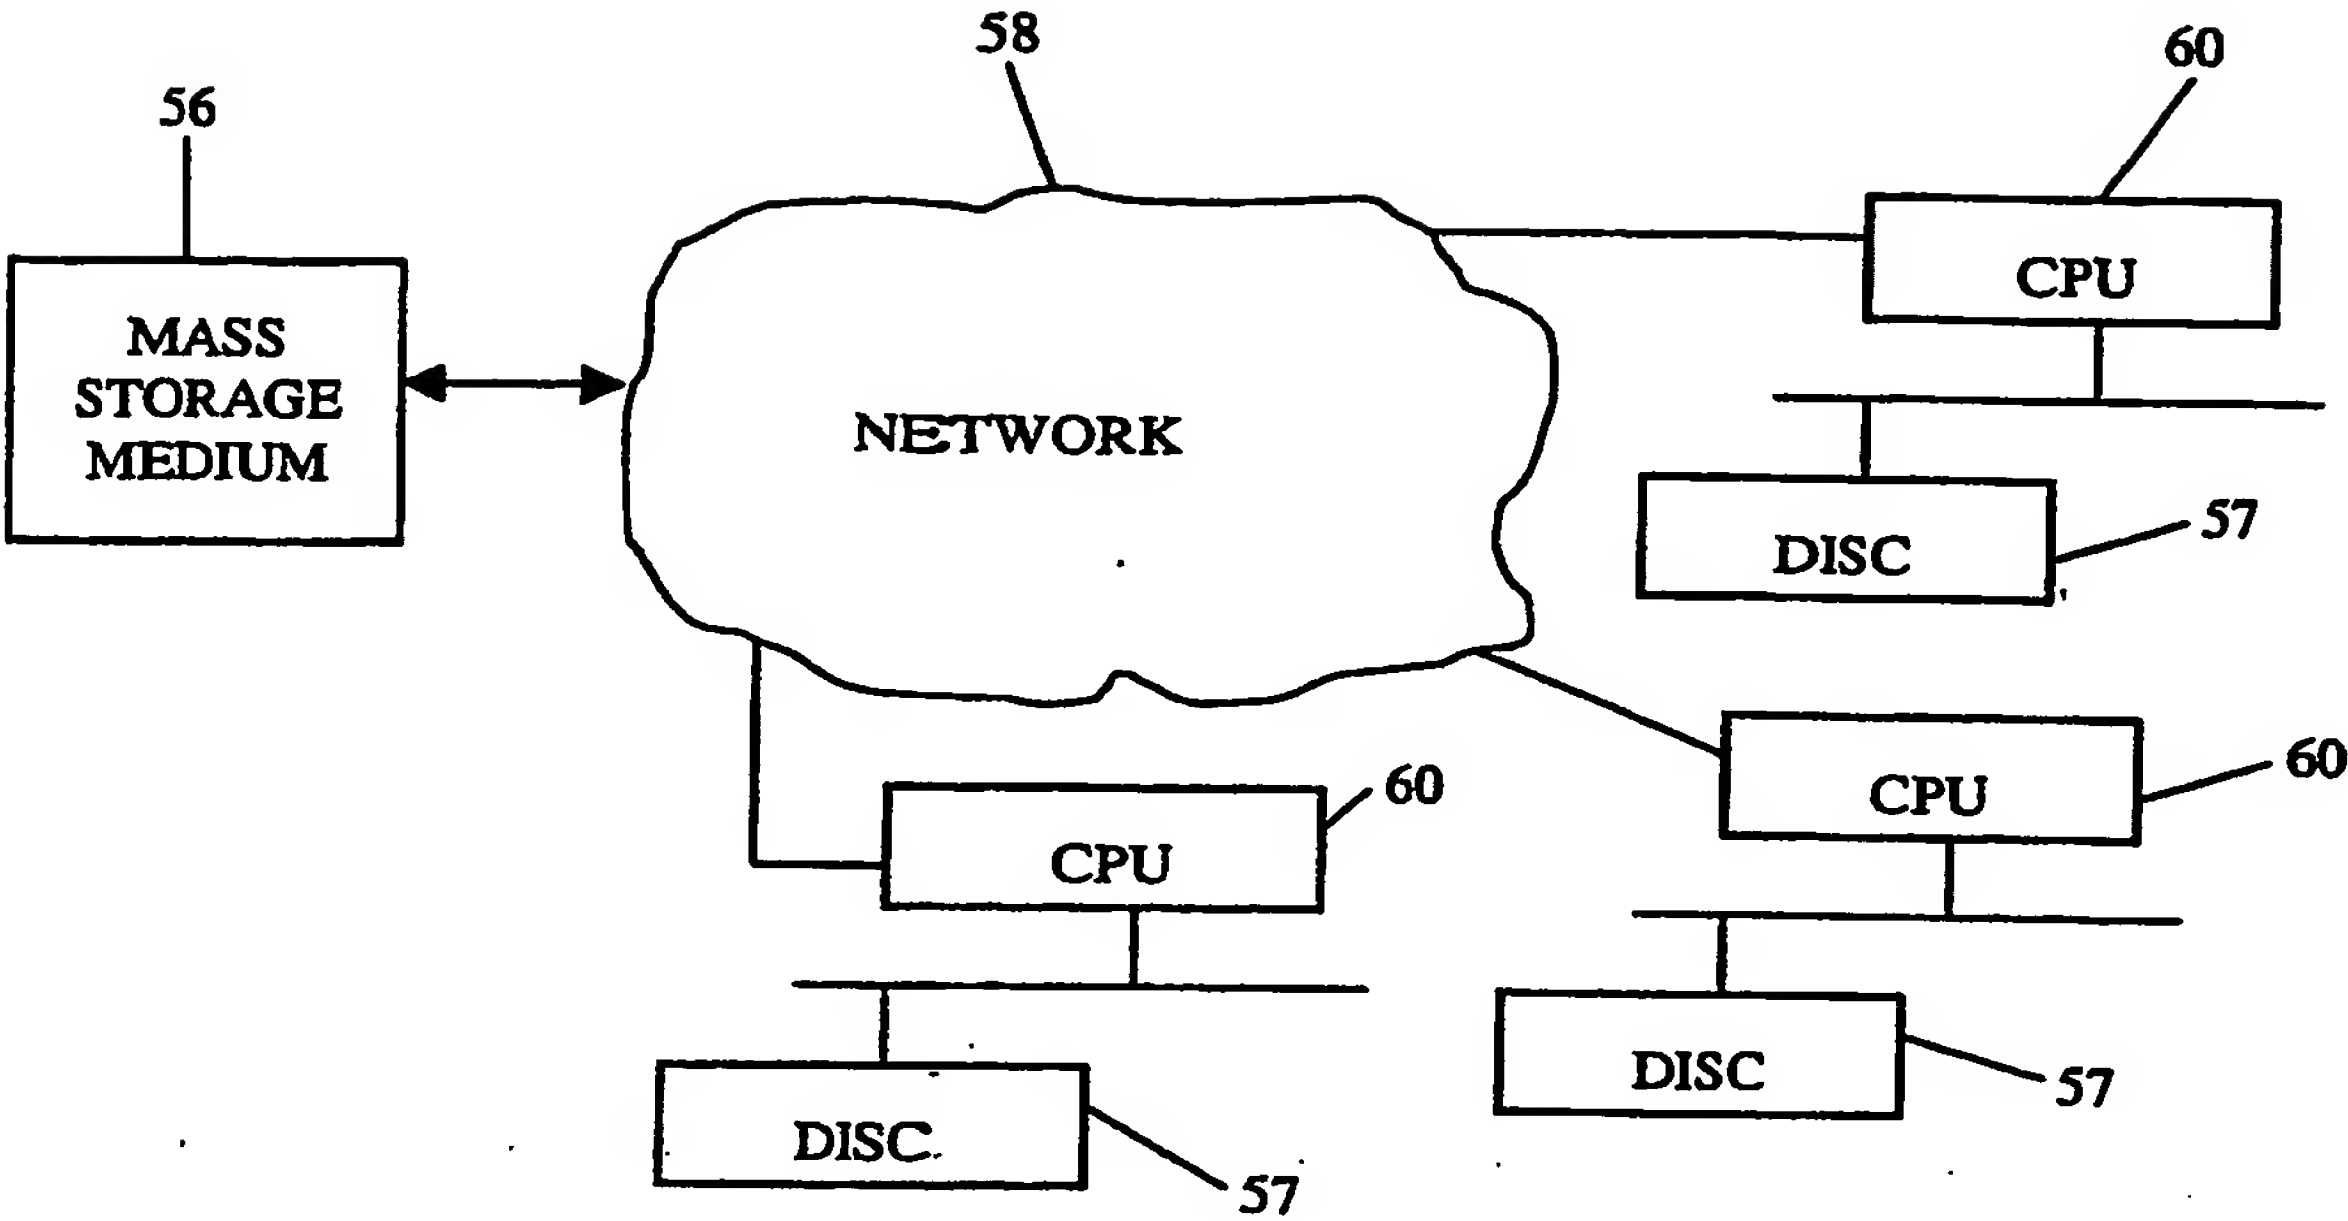 58
60
56
MASS
STORAGE
MEDIUM
NETWORK
CPU
DISC
57
CPU
60
CPU
60
DISC
57
DISC
57